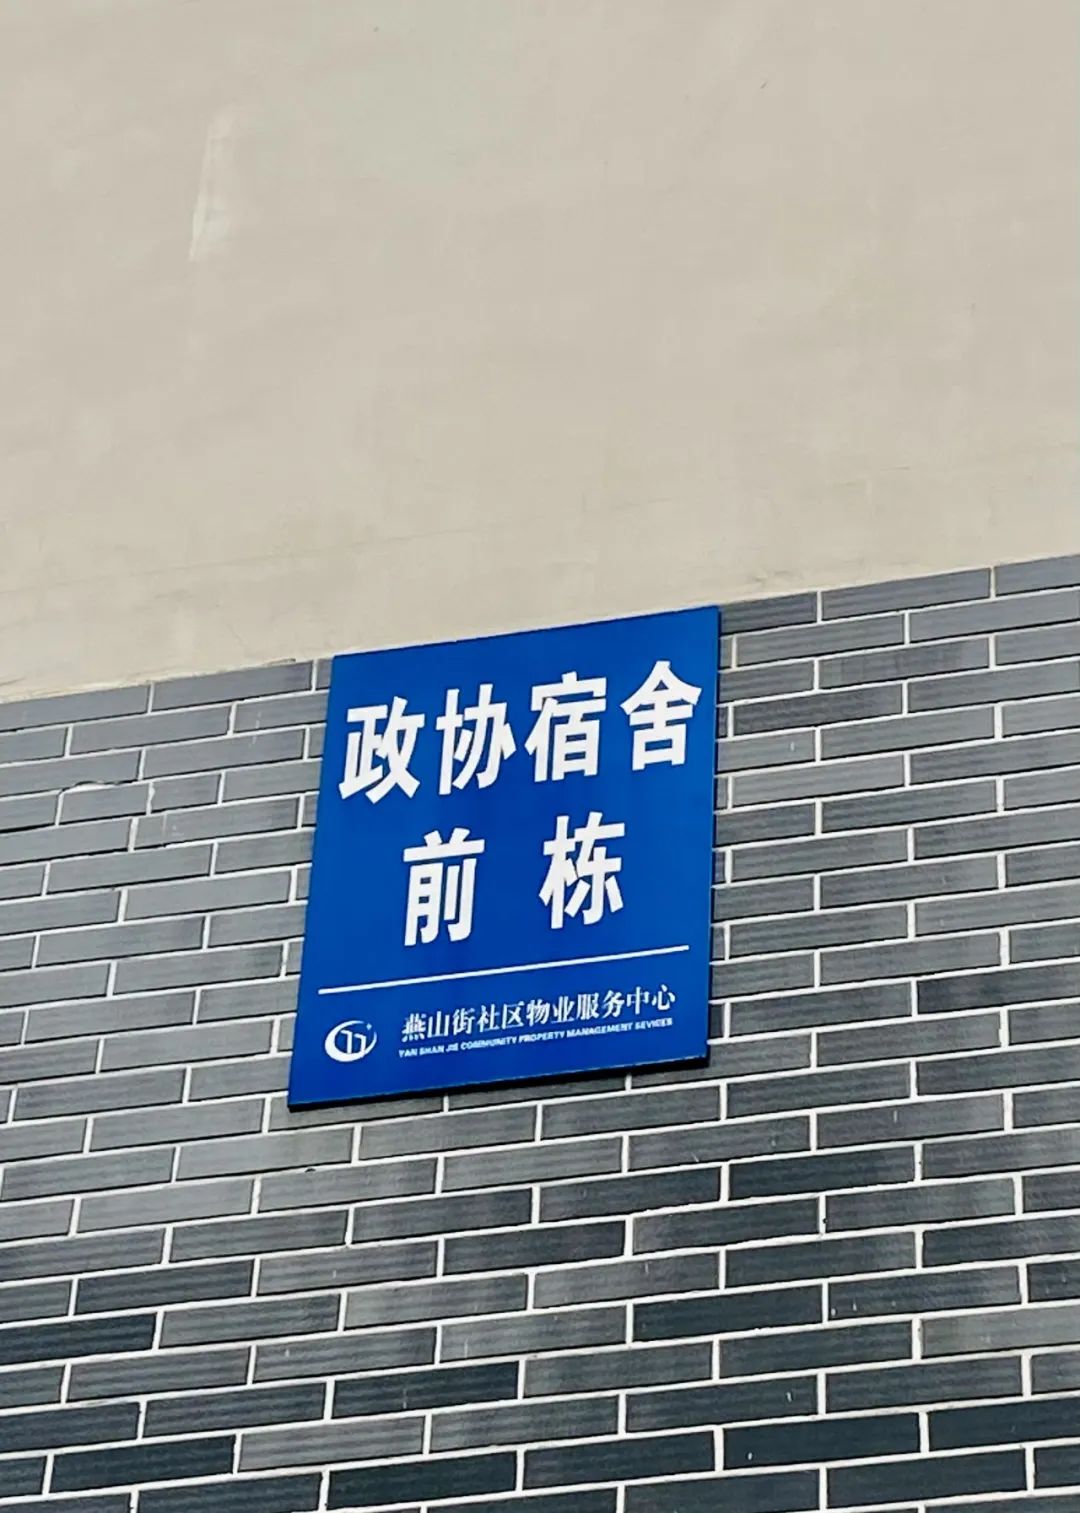 政协宿舍
前栋
燕山街社区物业服务中心
YAN SHAN JIE COMMUNITY PROPERTY MANAGEMENT SEVICES